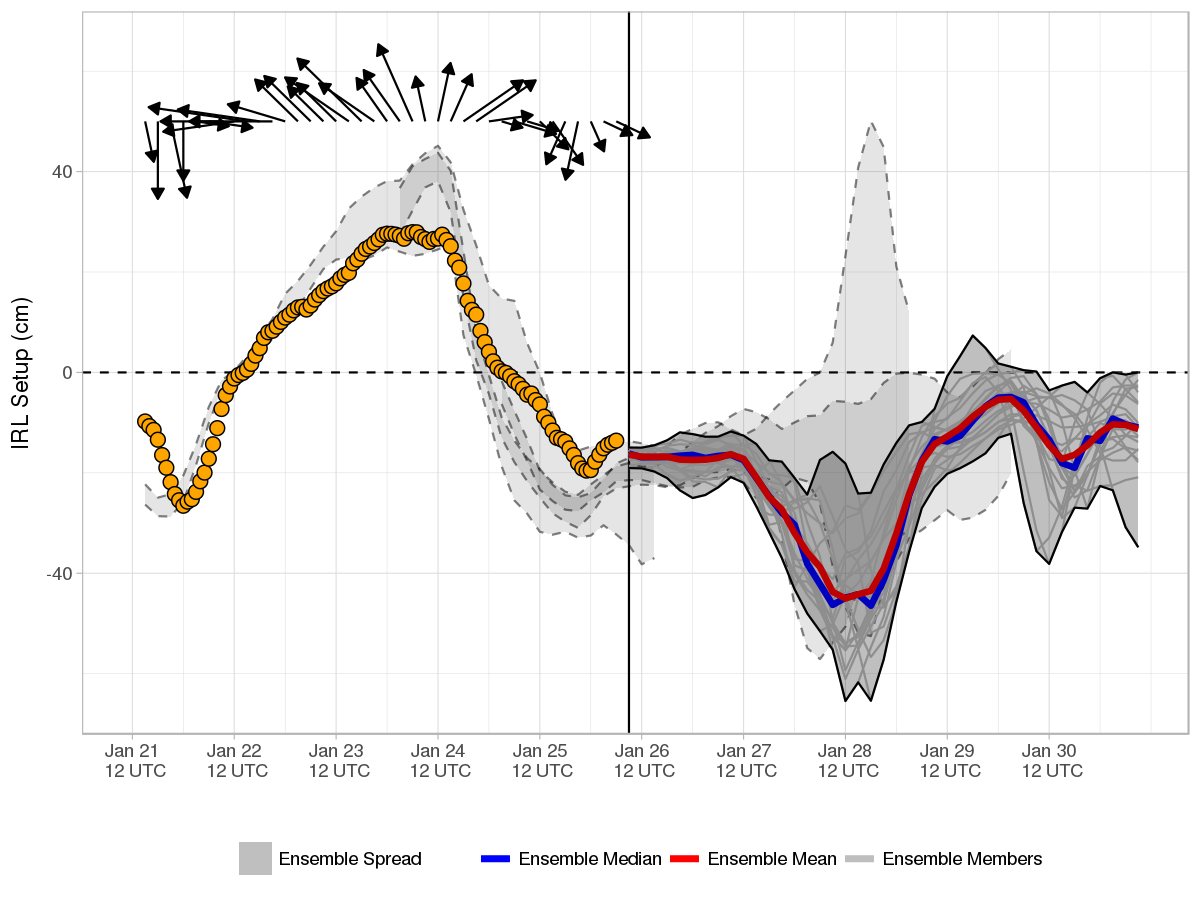 IRL Setup (cm)
40
0
-40
Jan 21 Jan 22 Jan 23 Jan 24 Jan 25 Jan 26 Jan 27 Jan 28 Jan 29 Jan 30
12 UTC 12 UTC 12 UTC 12 UTC 12 UTC 12 UTC 12 UTC 12 UTC 12 UTC 12 UTC
Ensemble Spread Ensemble Median Ensemble Mean Ensemble Members